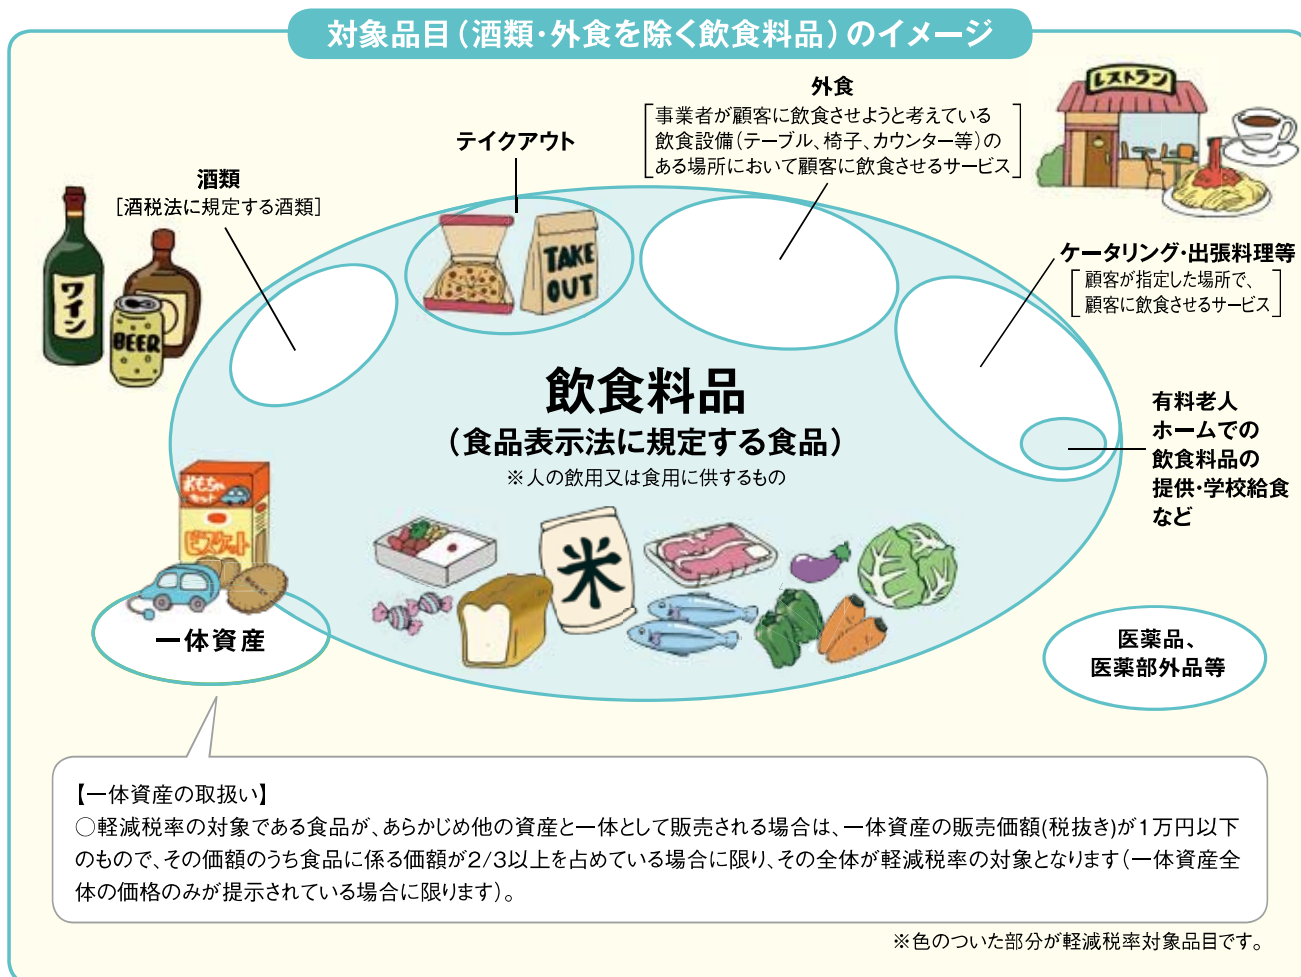 対象品目(酒類・外食を除く飲食料品)のイメージ
外食
事業者が顧客に飲食させようと考えている
飲食設備(テーブル、椅子、カウンター等)の
ある場所において顧客に飲食させるサービス
レストラン
テイクアウト
酒類
[酒税法に規定する酒類]
ワイン
BEER
TAKE
OUT
ケータリング・出張料理等
顧客が指定した場所で、
顧客に飲食させるサービス
飲食料品
(食品表示法に規定する食品)
※人の飲用又は食用に供するもの
有料老人
ホームでの
飲食料品の
提供・学校給食
など
おもちゃ
セット
ビスケット
米
一体資産
医薬品、
医薬部外品等
【一体資産の取扱い】
○軽減税率の対象である食品が、あらかじめ他の資産と一体として販売される場合は、一体資産の販売価額(税抜き)が1万円以下
のもので、その価額のうち食品に係る価額が2/3以上を占めている場合に限り、その全体が軽減税率の対象となります(一体資産全
体の価格のみが提示されている場合に限ります)。
※色のついた部分が軽減税率対象品目です。